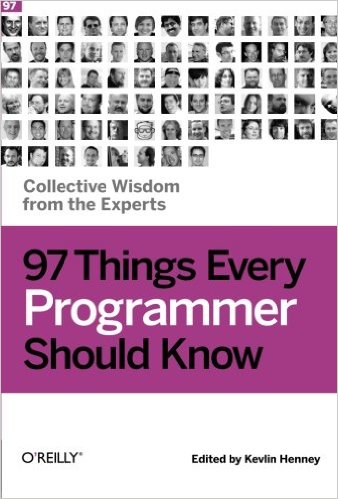 97
Collective Wisdom
from the Experts
97 Things Every
Programmer
Should Know
O'REILLY®
Edited by Kevlin Henney